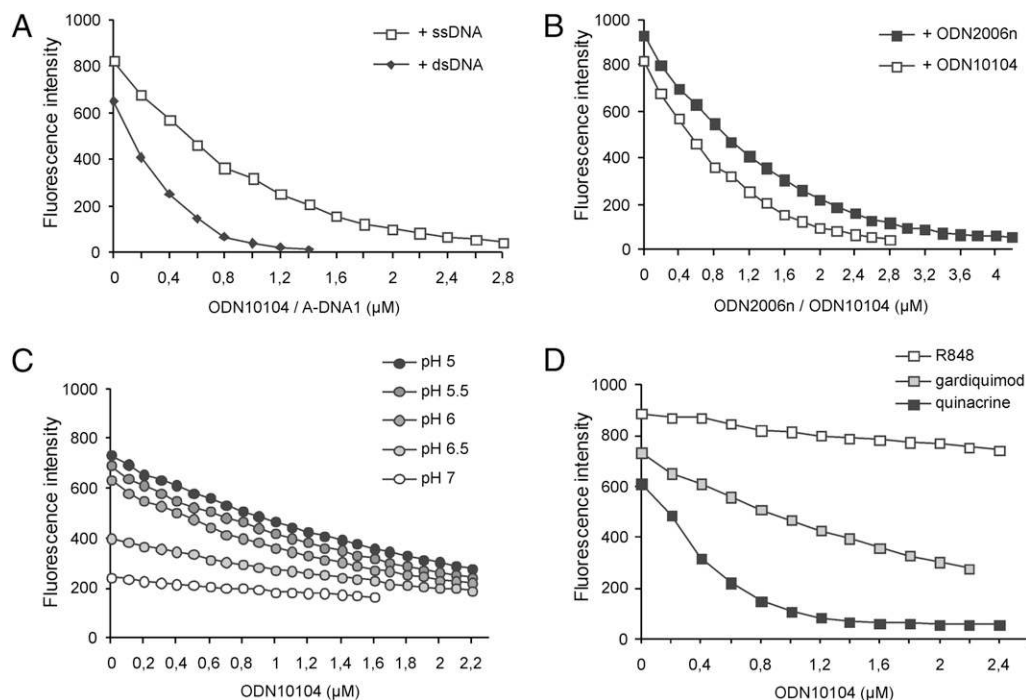 A
1000
800
600
400
200
0
Fluorescence intensity
+ ssDNA
+ dsDNA
0 0,4 0,8 1,2 1,6 2 2,4 2,8
ODN10104 / A-DNA1 (µM)
B
1000
800
600
400
200
0
Fluorescence intensity
+ ODN2006n
+ ODN10104
0 0,4 0,8 1,2 1,6 2 2,4 2,8 3,2 3,6 4
ODN2006n / ODN10104 (µM)
C
1000
800
600
400
200
0
Fluorescence intensity
pH 5
pH 5.5
pH 6
pH 6.5
pH 7
0 0,2 0,4 0,6 0,8 1 1,2 1,4 1,6 1,8 2 2,2
ODN10104 (µM)
D
1000
800
600
400
200
0
Fluorescence intensity
R848
gardiquimod
quinacrine
0 0,4 0,8 1,2 1,6 2 2,4
ODN10104 (µM)